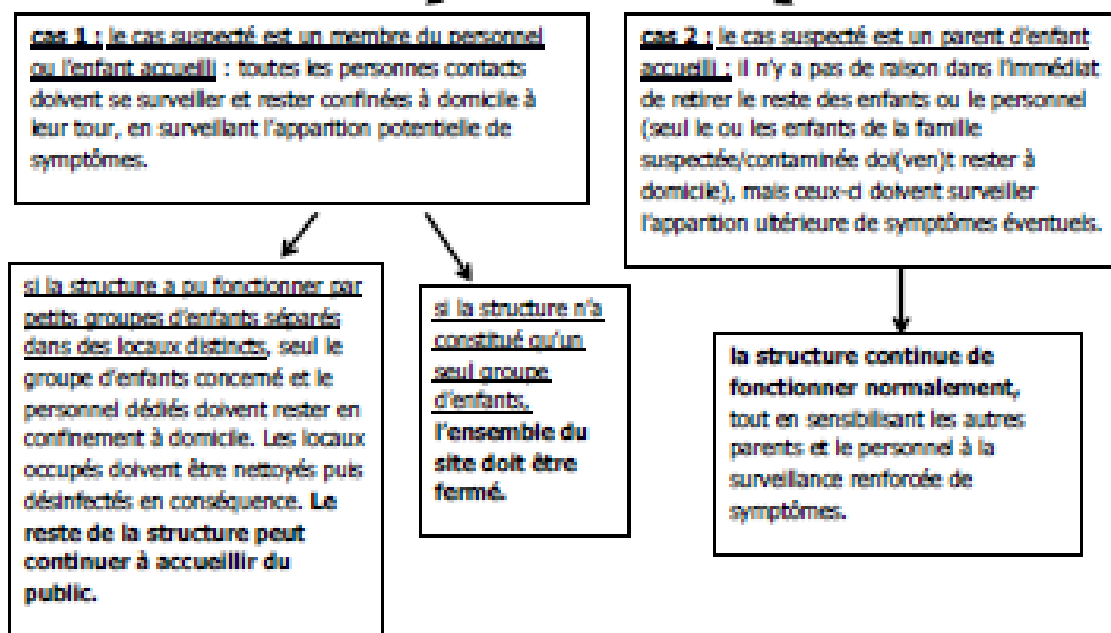 cas 1 : le cas suspecté est un membre du personnel
ou l'enfant accueilli : toutes les personnes contacts
doivent se surveiller et rester confinées à domicile à
leur tour, en surveillant l'apparition potentielle de
symptômes.
cas 2 : le cas suspecté est un parent d'enfant
accueilli : il n'y a pas de raison dans l'immédiat
de retirer le reste des enfants ou le personnel
(seul le ou les enfants de la famille
suspectée/contaminée doi(ven)t rester à
domicile), mais ceux-ci doivent surveiller
l'apparition ultérieure de symptômes éventuels.
si la structure a pu fonctionner par
petits groupes d'enfants séparés
dans des locaux distincts, seul le
groupe d'enfants concerné et le
personnel dédiés doivent rester en
confinement à domicile. Les locaux
occupés doivent être nettoyés puis
désinfectés en conséquence. Le
reste de la structure peut
continuer à accueillir du
public.
si la structure n'a
constitué qu'un
seul groupe
d'enfants,
l'ensemble du
site doit être
fermé.
la structure continue de
fonctionner normalement,
tout en sensibilisant les autres
parents et le personnel à la
surveillance renforcée de
symptômes.